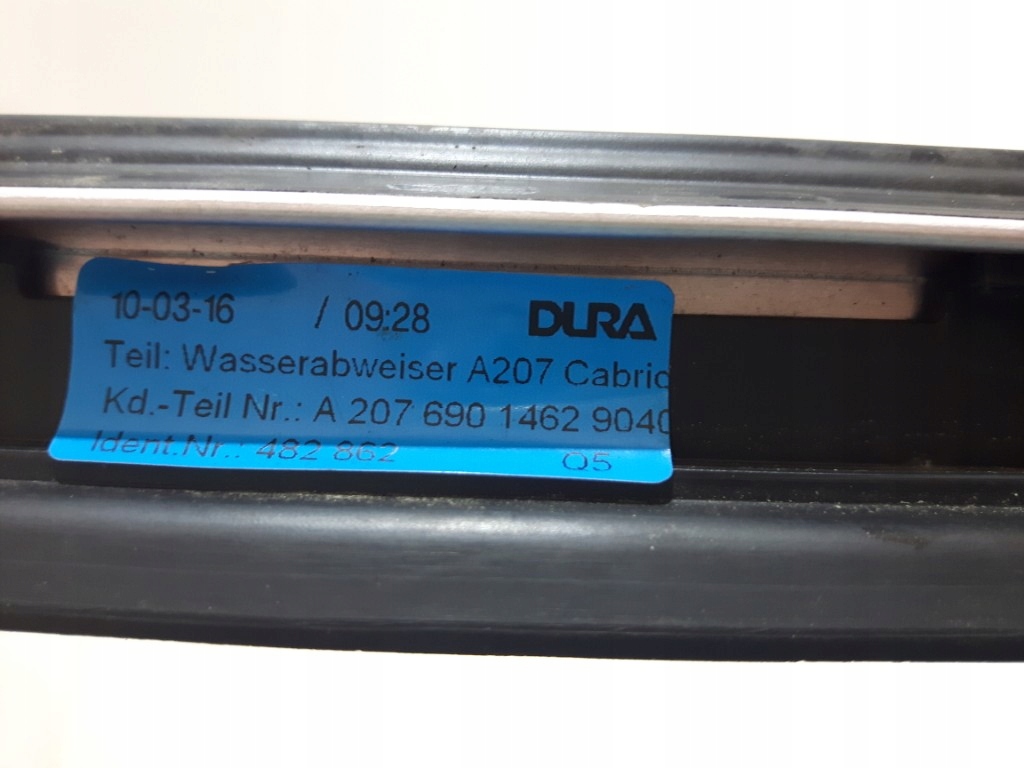 10-03-16 / 09:28 DURA
Teil: Wasserabweiser A207 Cabrio
Kd.-Teil Nr.: A 207 690 1462 9040
Ident.Nr.: 482 862 Q5